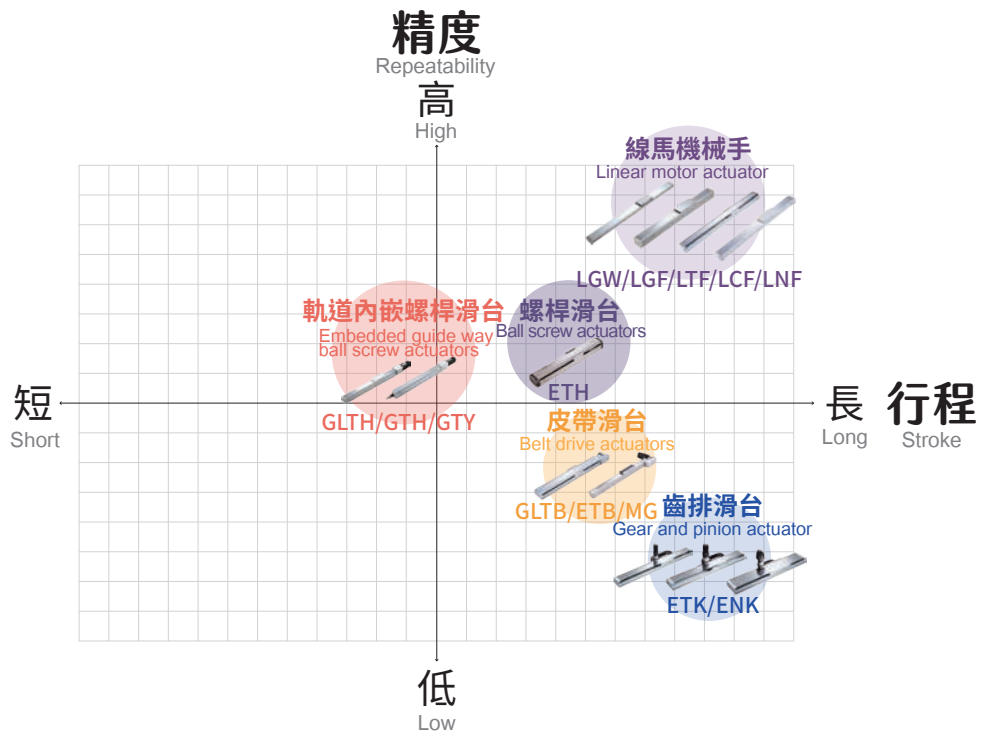 精度
Repeatability
高
High
線馬機械手
Linear motor actuator
LGW/LGF/LTF/LCF/LNF
軌道內嵌螺桿滑台
Embedded guide way
ball screw actuators
GLTH/GTH/GTY
螺桿滑台
Ball screw actuators
ETH
短
Short
長
Long
行程
Stroke
皮帶滑台
Belt drive actuators
GLTB/ETB/MG
齒排滑台
Gear and pinion actuator
ETK/ENK
低
Low